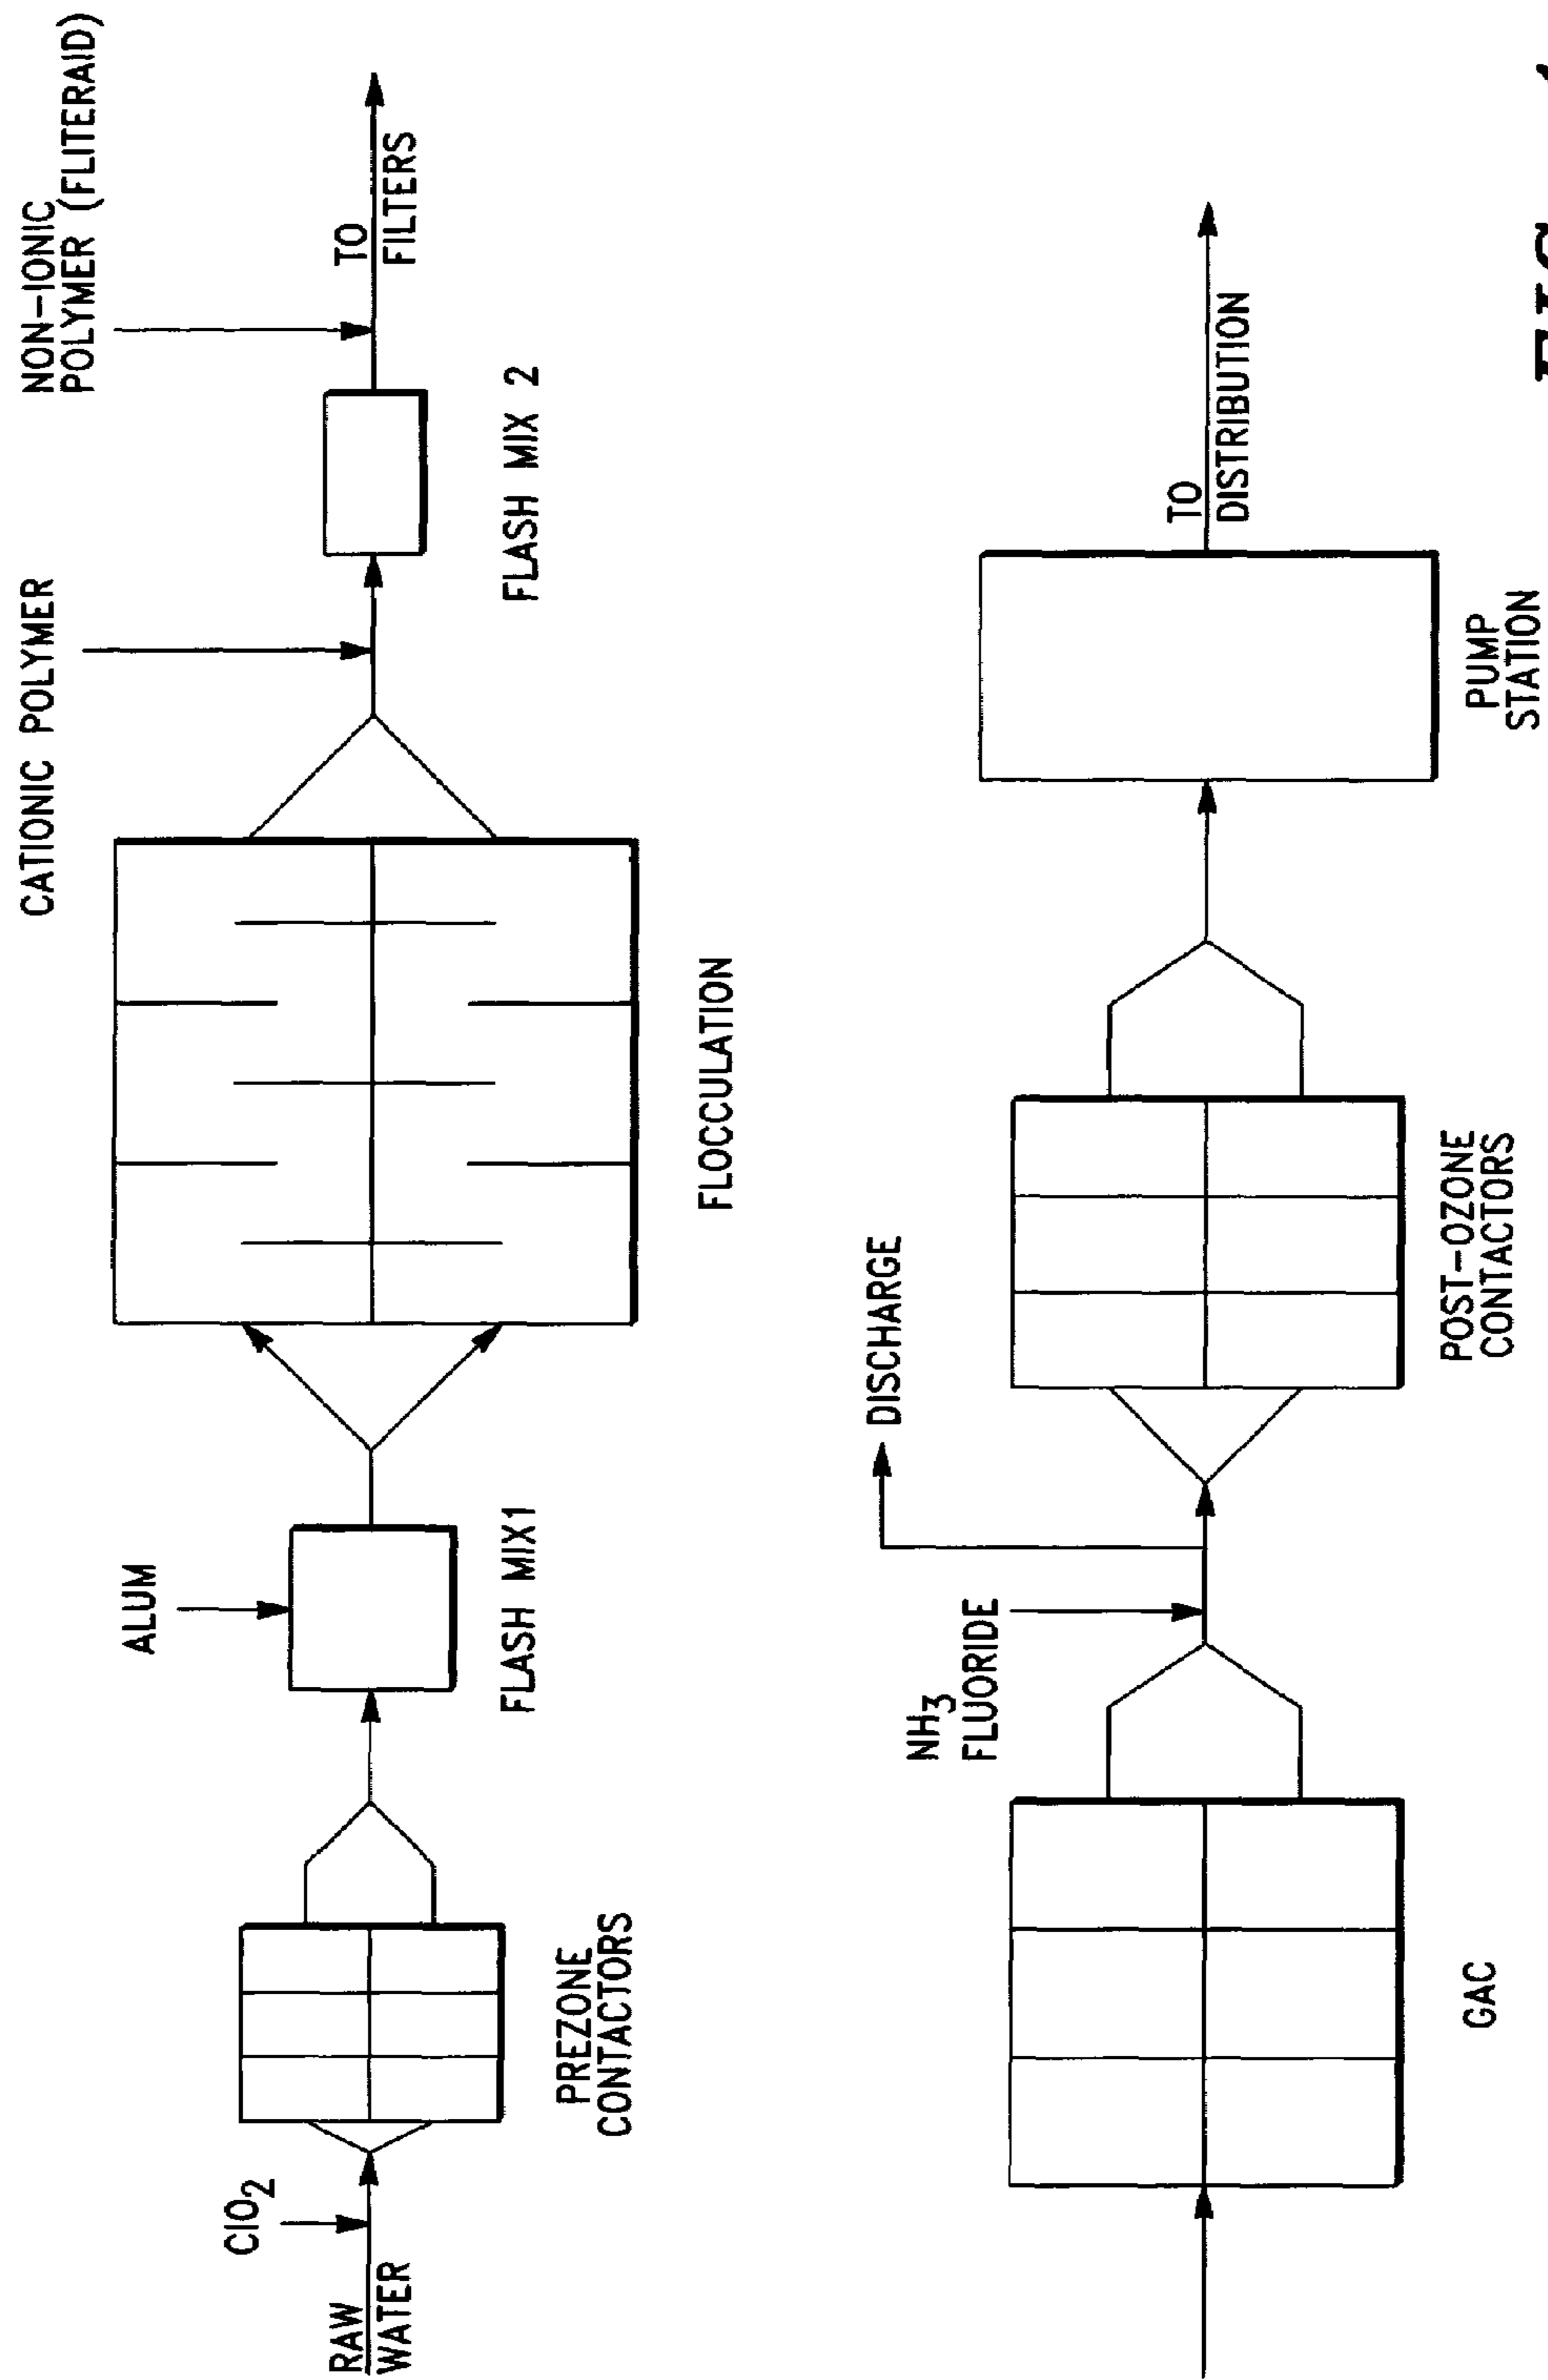 RAW
WATER
ClO2
PREZONE
CONTACTORS
ALUM
FLASH MIX1
FLOCCULATION
CATIONIC POLYMER
FLASH MIX 2
NON-IONIC
POLYMER (FLITERAID)
TO
FILTERS
GAC
NH3
FLUORIDE
DISCHARGE
POST-OZONE
CONTACTORS
PUMP
STATION
TO
DISTRIBUTION